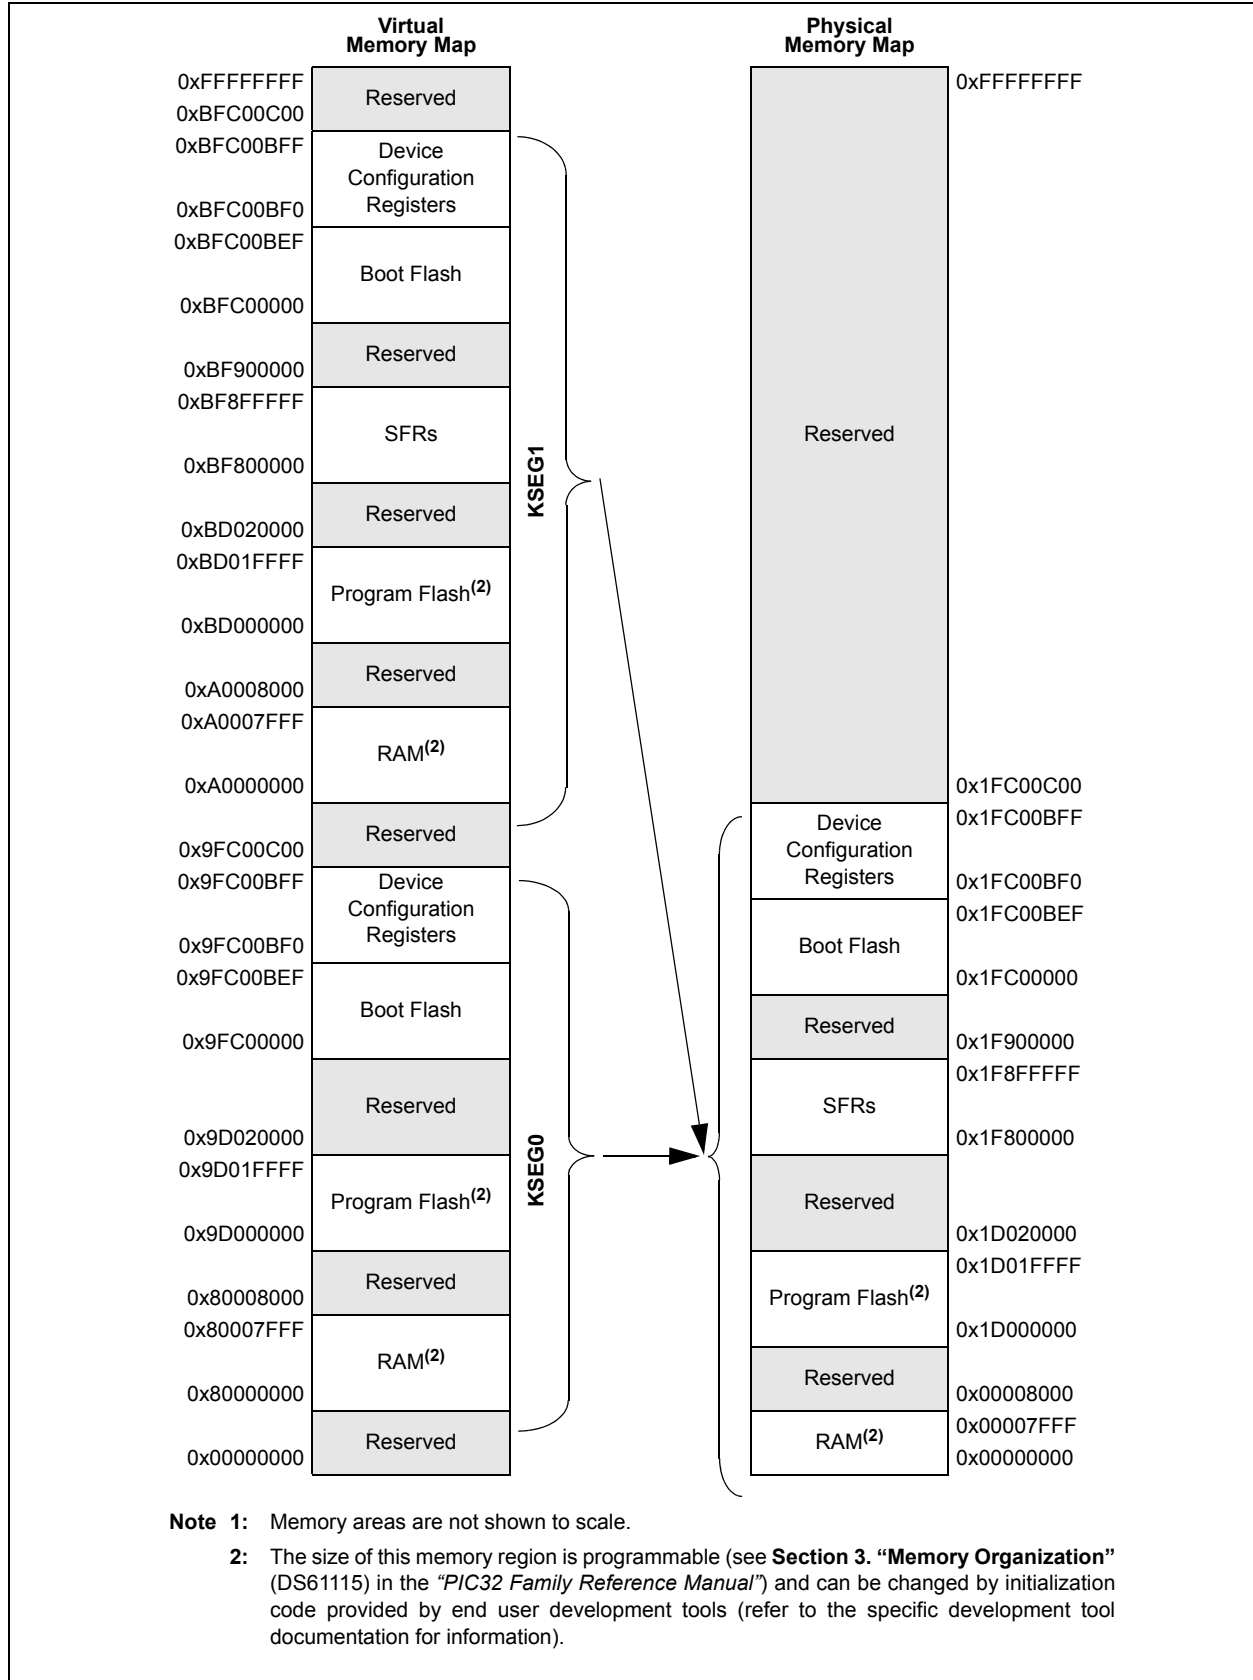 Virtual
Memory Map
0xFFFFFFFF
Reserved
0xBFC00C00
0xBFC00BFF
Device
Configuration
Registers
0xBFC00BF0
0xBFC00BEF
Boot Flash
0xBFC00000
Reserved
0xBF900000
0xBF8FFFFF
SFRs
0xBF800000
Reserved
0xBD020000
0xBD01FFFF
Program Flash(2)
0xBD000000
Reserved
0xA0008000
0xA0007FFF
RAM(2)
0xA0000000
Reserved
0x9FC00C00
0x9FC00BFF
Device
Configuration
Registers
0x9FC00BF0
0x9FC00BEF
Boot Flash
0x9FC00000
Reserved
0x9D020000
0x9D01FFFF
Program Flash(2)
0x9D000000
Reserved
0x80008000
0x80007FFF
RAM(2)
0x80000000
Reserved
0x00000000
KSEG1
KSEG0
Physical
Memory Map
0xFFFFFFFF
Reserved
0x1FC00C00
0x1FC00BFF
Device
Configuration
Registers
0x1FC00BF0
0x1FC00BEF
Boot Flash
0x1FC00000
Reserved
0x1F900000
0x1F8FFFFF
SFRs
0x1F800000
Reserved
0x1D020000
0x1D01FFFF
Program Flash(2)
0x1D000000
Reserved
0x00008000
0x00007FFF
RAM(2)
0x00000000
Note 1: Memory areas are not shown to scale.
2: The size of this memory region is programmable (see Section 3. “Memory Organization”
(DS61115) in the “PIC32 Family Reference Manual”) and can be changed by initialization
code provided by end user development tools (refer to the specific development tool
documentation for information).